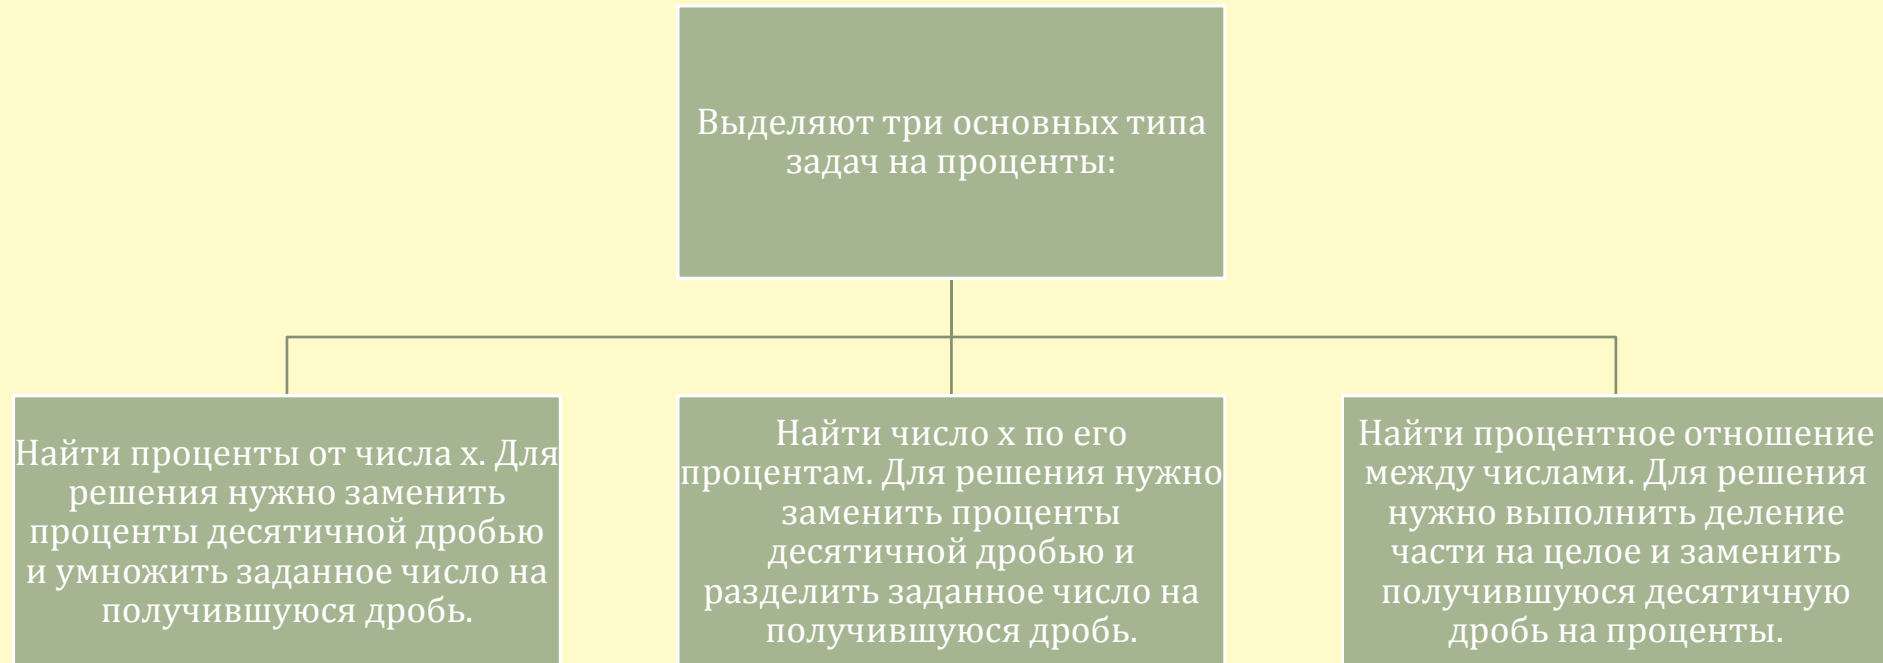 Выделяют три основных типа
задач на проценты:
Найти проценты от числа x. Для
решения нужно заменить
проценты десятичной дробью
и умножить заданное число на
получившуюся дробь.
Найти число x по его
процентам. Для решения нужно
заменить проценты
десятичной дробью и
разделить заданное число на
получившуюся дробь.
Найти процентное отношение
между числами. Для решения
нужно выполнить деление
части на целое и заменить
получившуюся десятичную
дробь на проценты.